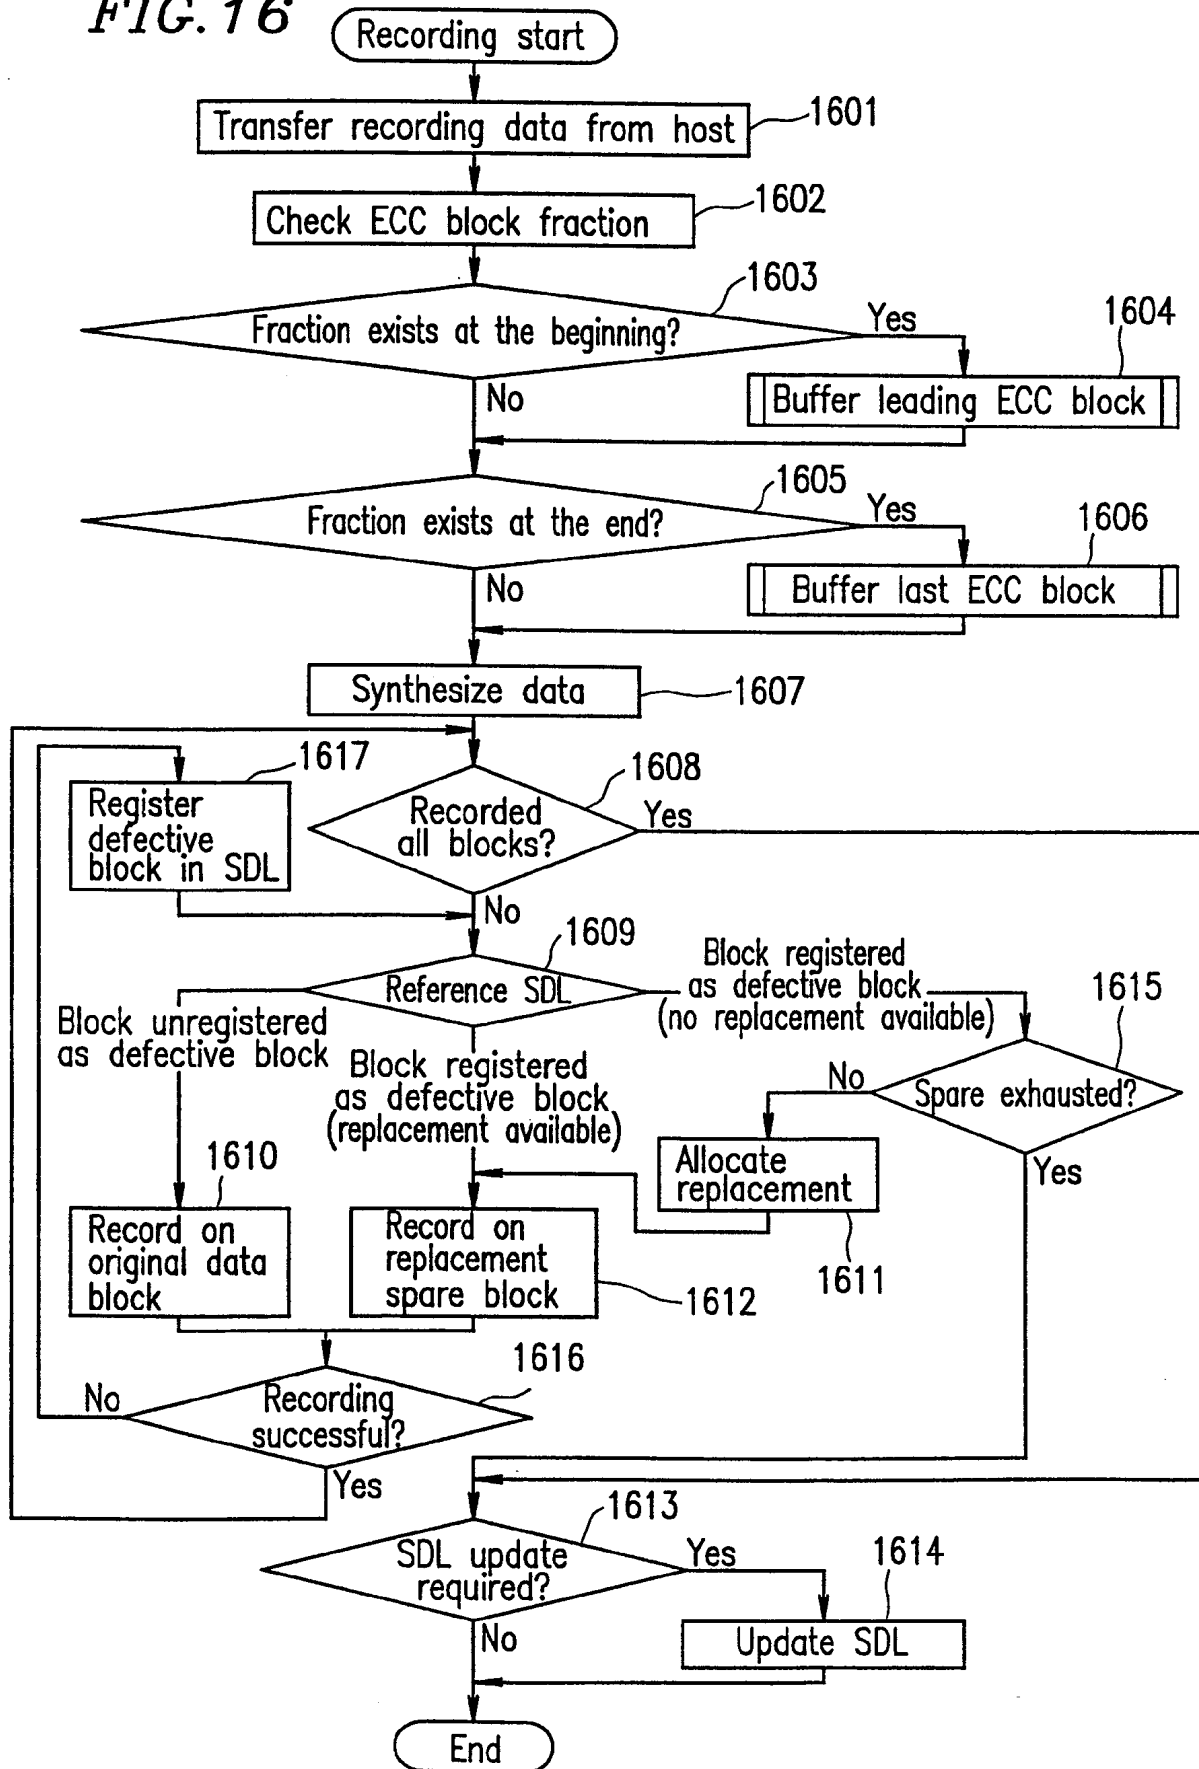 FIG. 16
Recording start
Transfer recording data from host
1601
Check ECC block fraction
1602
1603
Fraction exists at the beginning?
Yes
1604
Buffer leading ECC block
No
1605
Fraction exists at the end?
Yes
1606
Buffer last ECC block
No
Synthesize data
1607
1617
Register
defective
block in SDL
1608
Recorded
all blocks?
Yes
No
1609
Reference SDL
Block registered
as defective block
(no replacement available)
1615
Block unregistered
as defective block
Block registered
as defective block
(replacement available)
No
Spare exhausted?
Yes
Allocate
replacement
1611
1610
Record on
original data
block
Record on
replacement
spare block
1612
1616
No
Recording
successful?
Yes
1613
SDL update
required?
Yes
1614
Update SDL
No
End